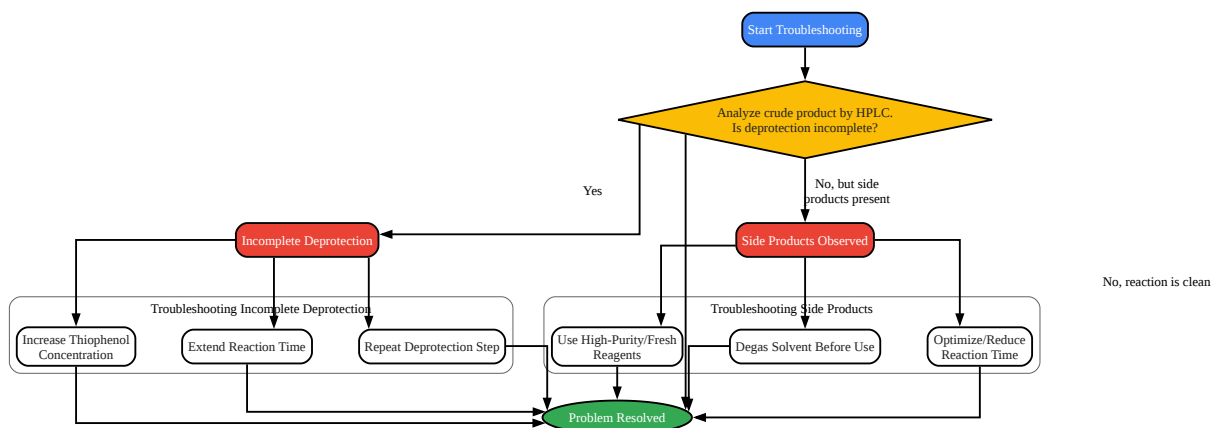 Start Troubleshooting
Analyze crude product by HPLC.
Is deprotection incomplete?
Yes
No, but side
products present
Incomplete Deprotection
Side Products Observed
No, reaction is clean
Troubleshooting Incomplete Deprotection
Troubleshooting Side Products
Increase Thiophenol
Concentration
Extend Reaction Time
Repeat Deprotection Step
Use High-Purity/Fresh
Reagents
Degas Solvent Before Use
Optimize/Reduce
Reaction Time
Problem Resolved